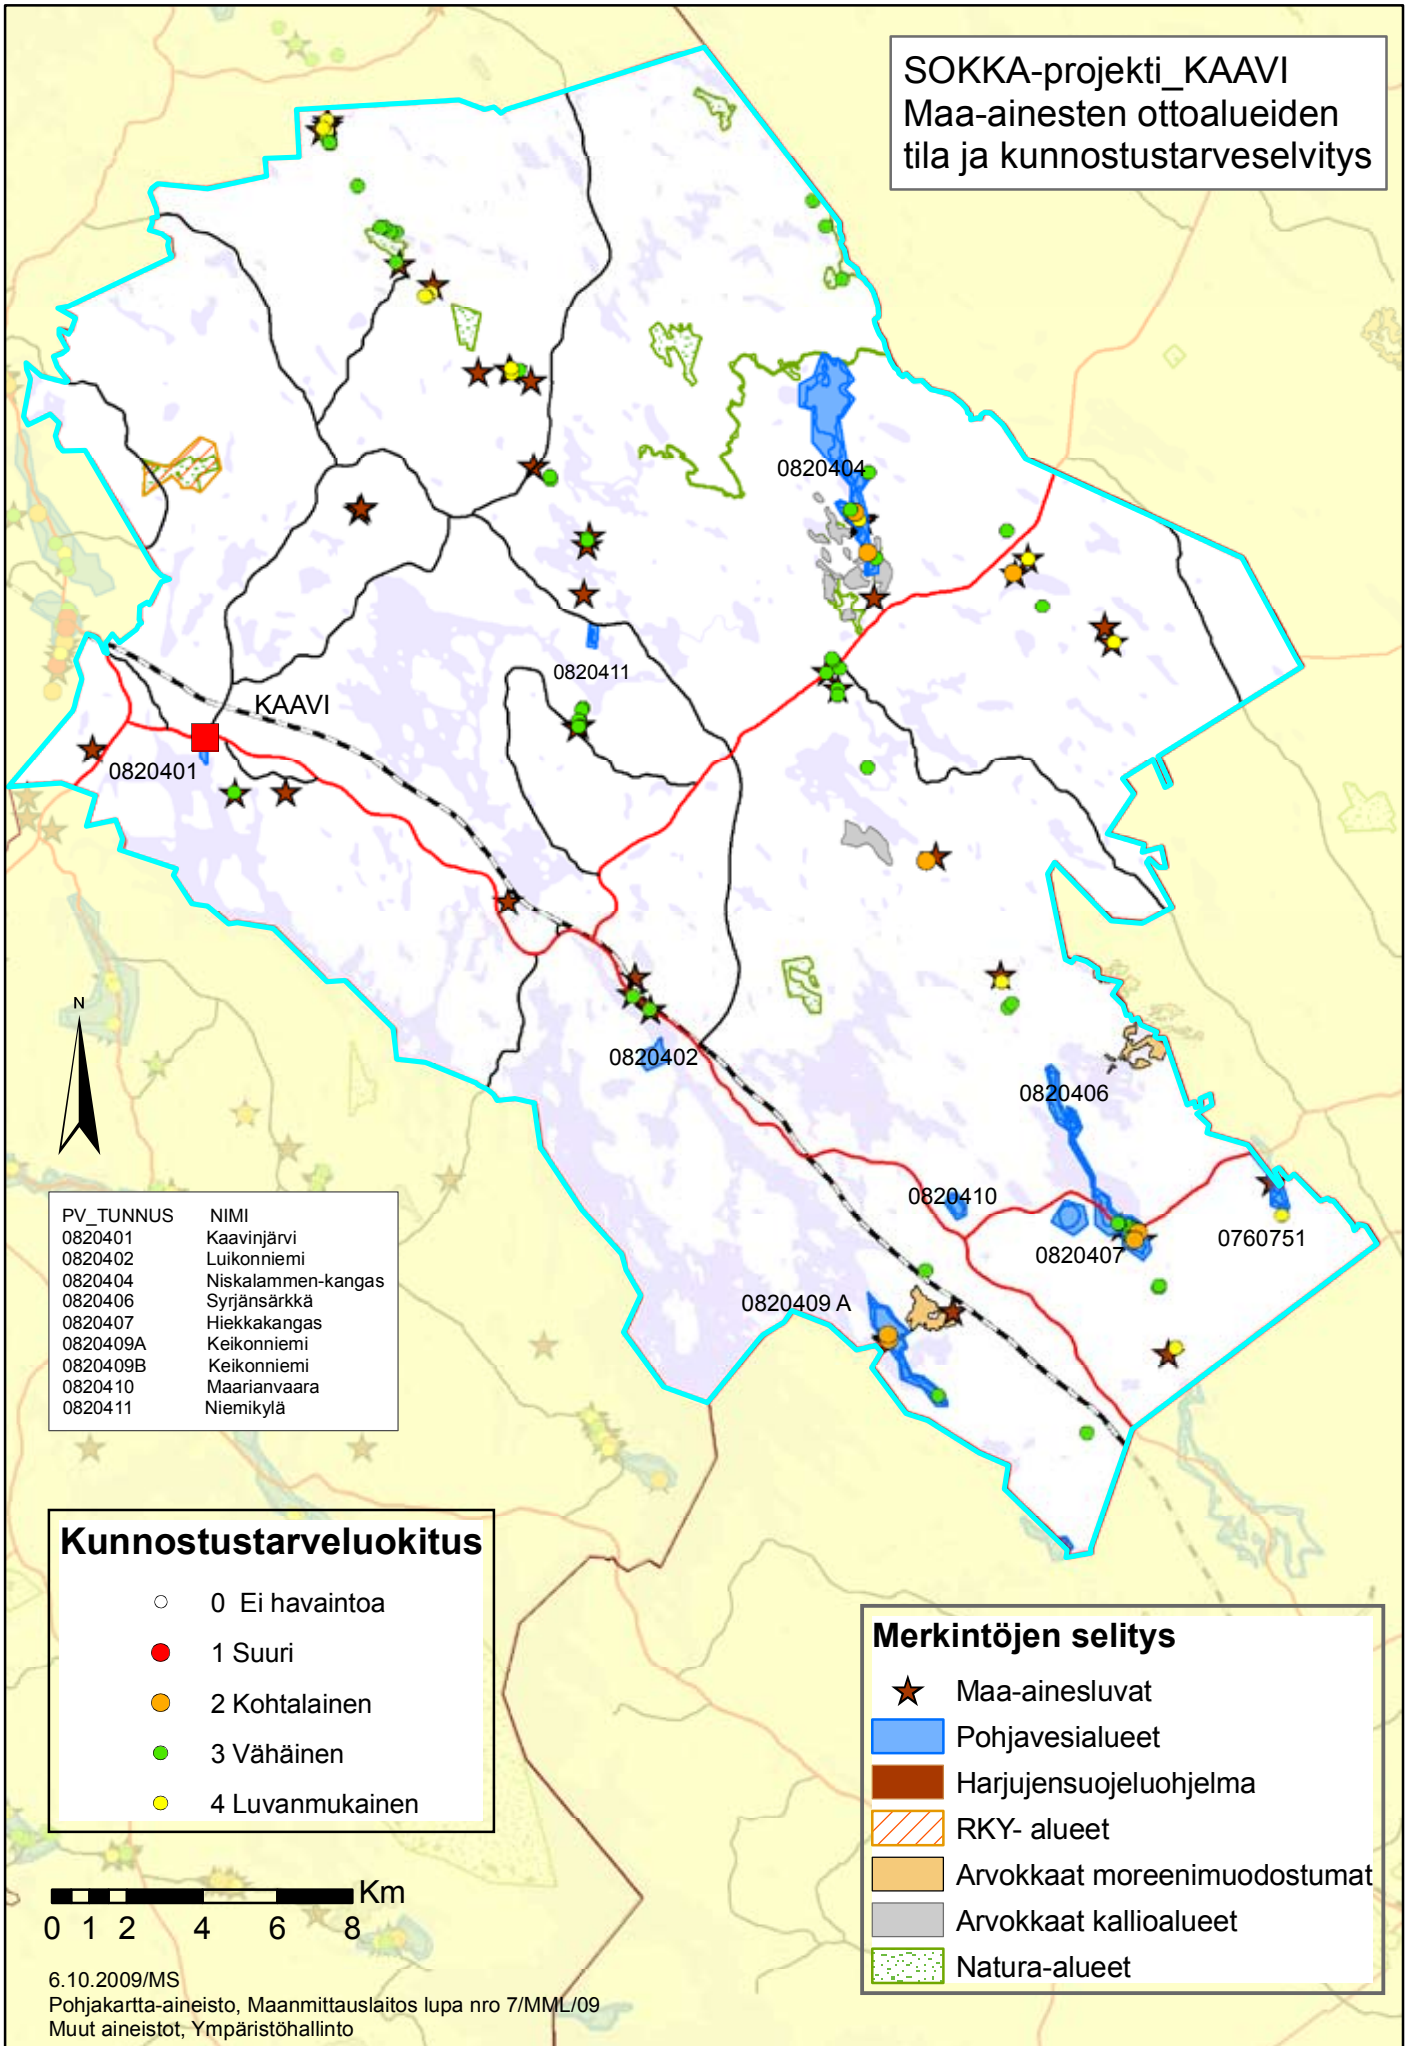 SOKKA-projekti_KAAVI
Maa-ainesten ottoalueiden
tila ja kunnostustarveselvitys
0820404
0820411
KAAVI
0820401
0820402
0820406
0820410
0820407
0760751
0820409 A
N
PV_TUNNUS NIMI
0820401 Kaavinjärvi
0820402 Luikonniemi
0820404 Niskalammen-kangas
0820406 Syrjänsärkkä
0820407 Hiekkakangas
0820409A Keikonniemi
0820409B Keikonniemi
0820410 Maarianvaara
0820411 Niemikylä
Kunnostustarveluokitus
0 Ei havaintoa
1 Suuri
2 Kohtalainen
3 Vähäinen
4 Luvanmukainen
Merkintöjen selitys
Maa-ainesluvat
Pohjavesialueet
Harjujensuojeluohjelma
RKY- alueet
Arvokkaat moreenimuodostumat
Arvokkaat kallioalueet
Natura-alueet
Km
0 1 2 4 6 8
6.10.2009/MS
Pohjakartta-aineisto, Maanmittauslaitos lupa nro 7/MML/09
Muut aineistot, Ympäristöhallinto